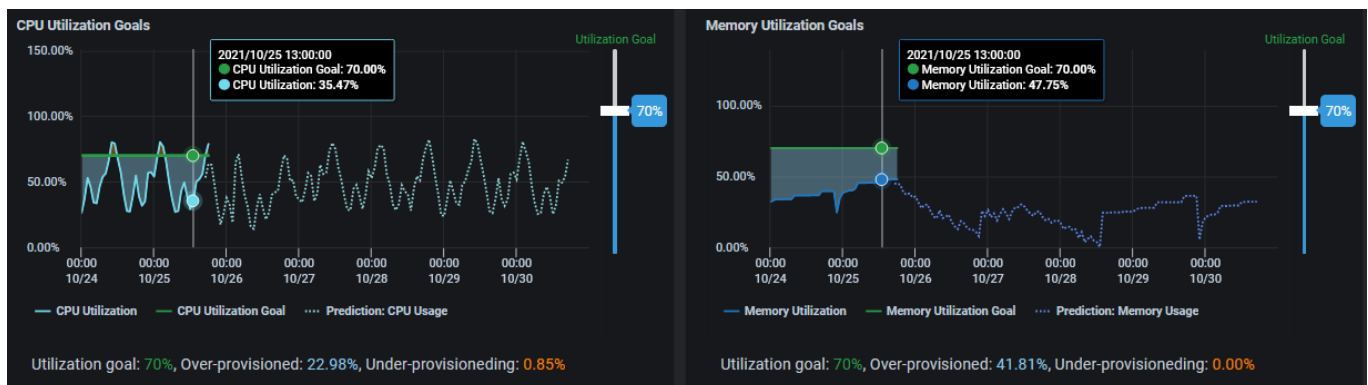 CPU Utilization Goals
Utilization Goal
150.00%
100.00%
50.00%
0.00%
2021/10/25 13:00:00
CPU Utilization Goal: 70.00%
CPU Utilization: 35.47%
70%
00:00 00:00 00:00 00:00 00:00 00:00 00:00
10/24 10/25 10/26 10/27 10/28 10/29 10/30
CPU Utilization CPU Utilization Goal Prediction: CPU Usage
Utilization goal: 70%, Over-provisioned: 22.98%, Under-provisioneding: 0.85%
Memory Utilization Goals
Utilization Goal
100.00%
50.00%
0.00%
2021/10/25 13:00:00
Memory Utilization Goal: 70.00%
Memory Utilization: 47.75%
70%
00:00 00:00 00:00 00:00 00:00 00:00 00:00
10/24 10/25 10/26 10/27 10/28 10/29 10/30
Memory Utilization Memory Utilization Goal Prediction: Memory Usage
Utilization goal: 70%, Over-provisioned: 41.81%, Under-provisioneding: 0.00%